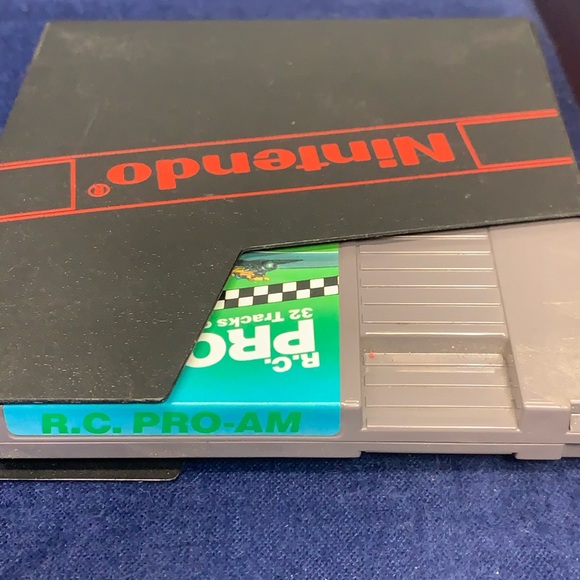 Nintendo®
32 Tracks
R.C.
PRO
R.C. PRO-AM